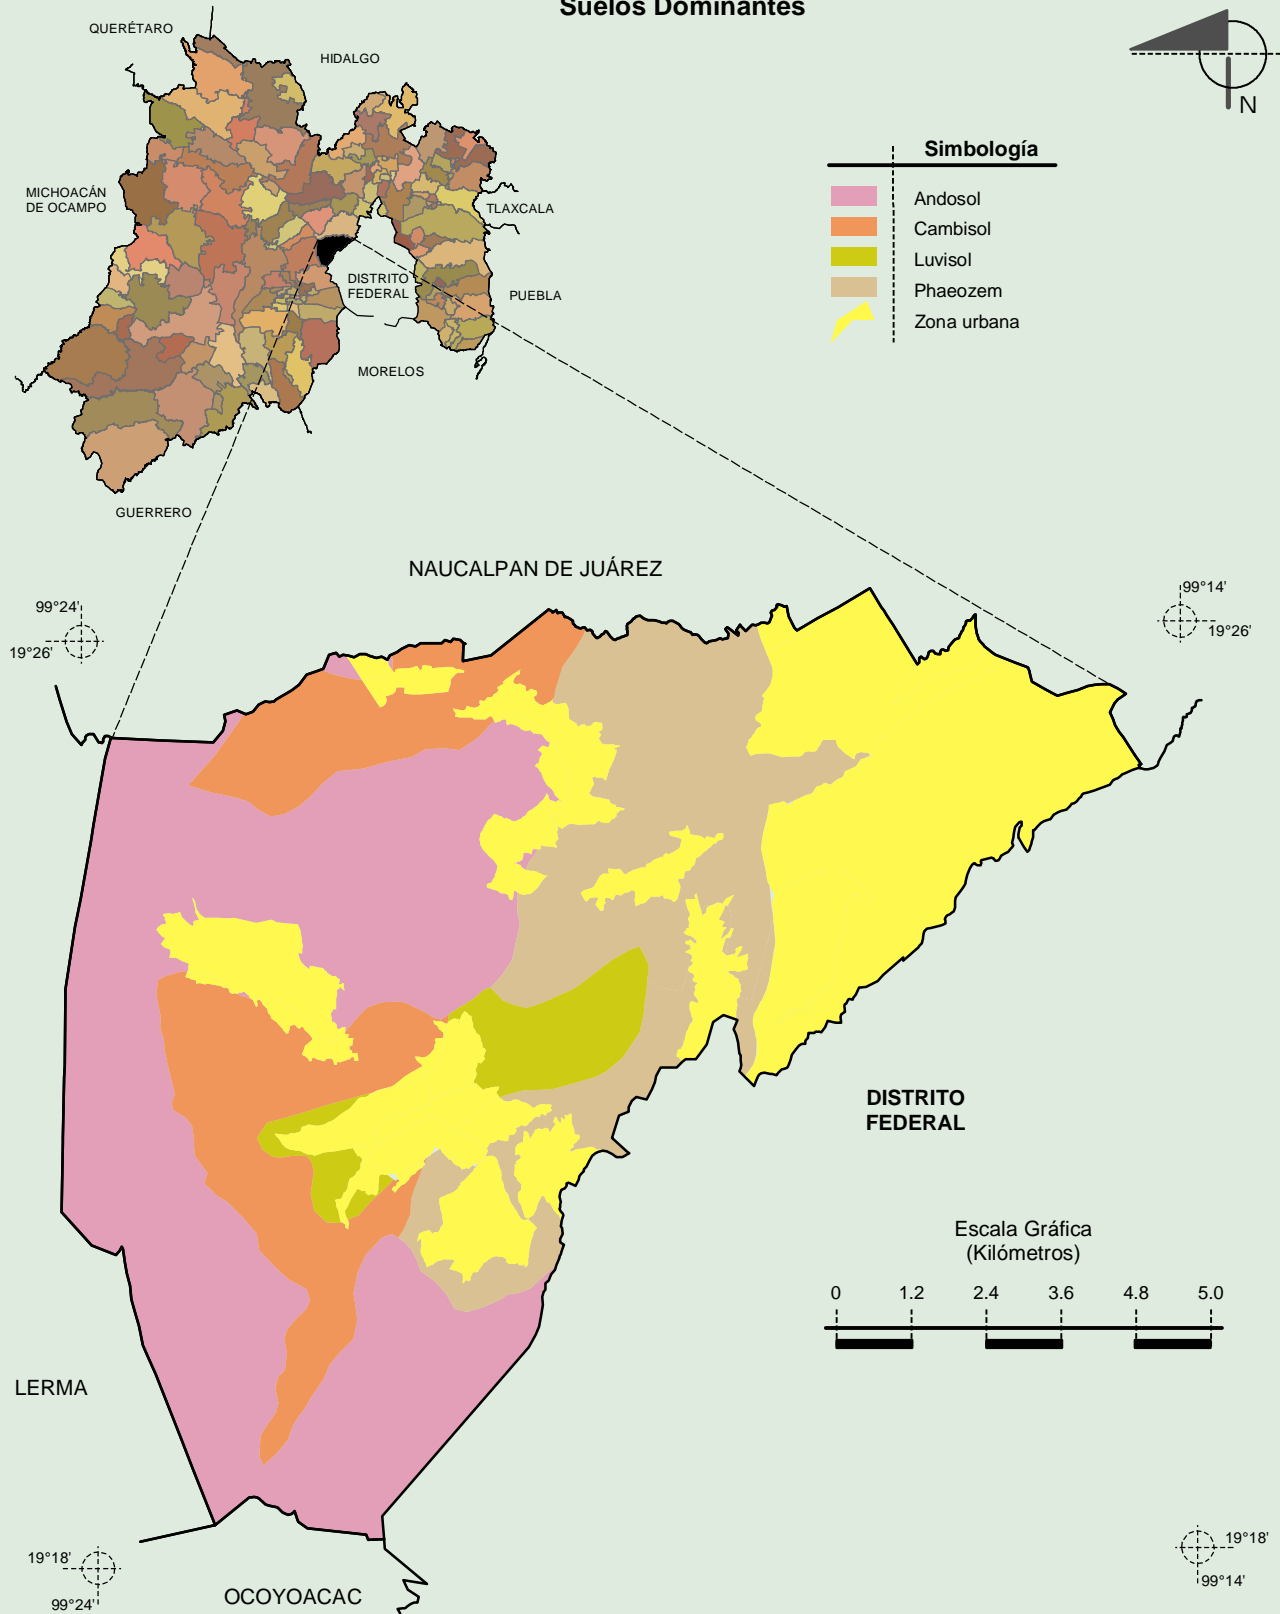 Suelos Dominantes
QUERÉTARO
HIDALGO
N
Simbología
MICHOACÁN
DE OCAMPO
TLAXCALA
Andosol
Cambisol
Luvisol
Phaeozem
Zona urbana
DISTRITO
FEDERAL
PUEBLA
MORELOS
GUERRERO
NAUCALPAN DE JUÁREZ
99°24'
19°26'
99°14'
19°26'
DISTRITO
FEDERAL
Escala Gráfica
(Kilómetros)
0 1.2 2.4 3.6 4.8 5.0
LERMA
19°18'
99°24'
OCOYOACAC
19°18'
99°14'